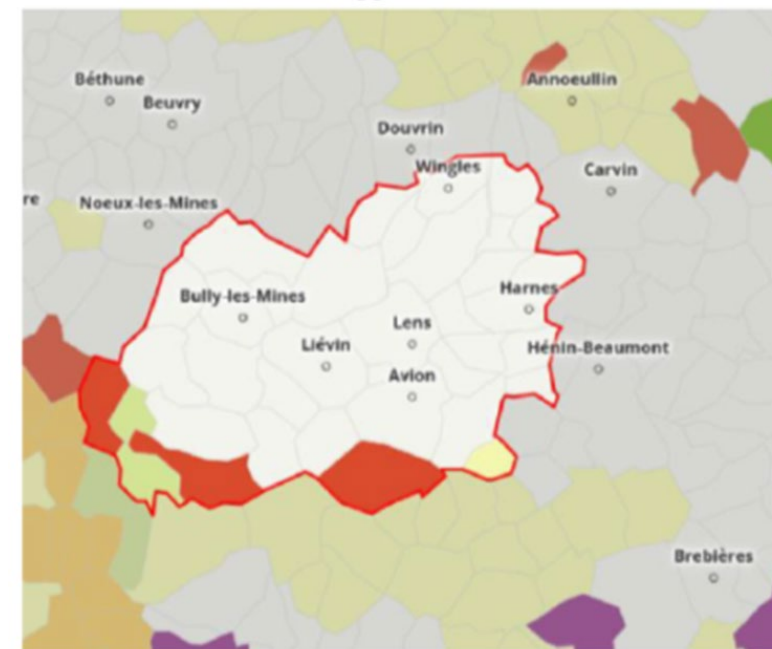 Béthune
Annoeullin
Beuvry
Douvrin
Wingles
Carvin
re
Noeux-les-Mines
Harnes
Bully-les-Mines
Lens
Liévin
Hénin-Beaumont
Avion
Brebières